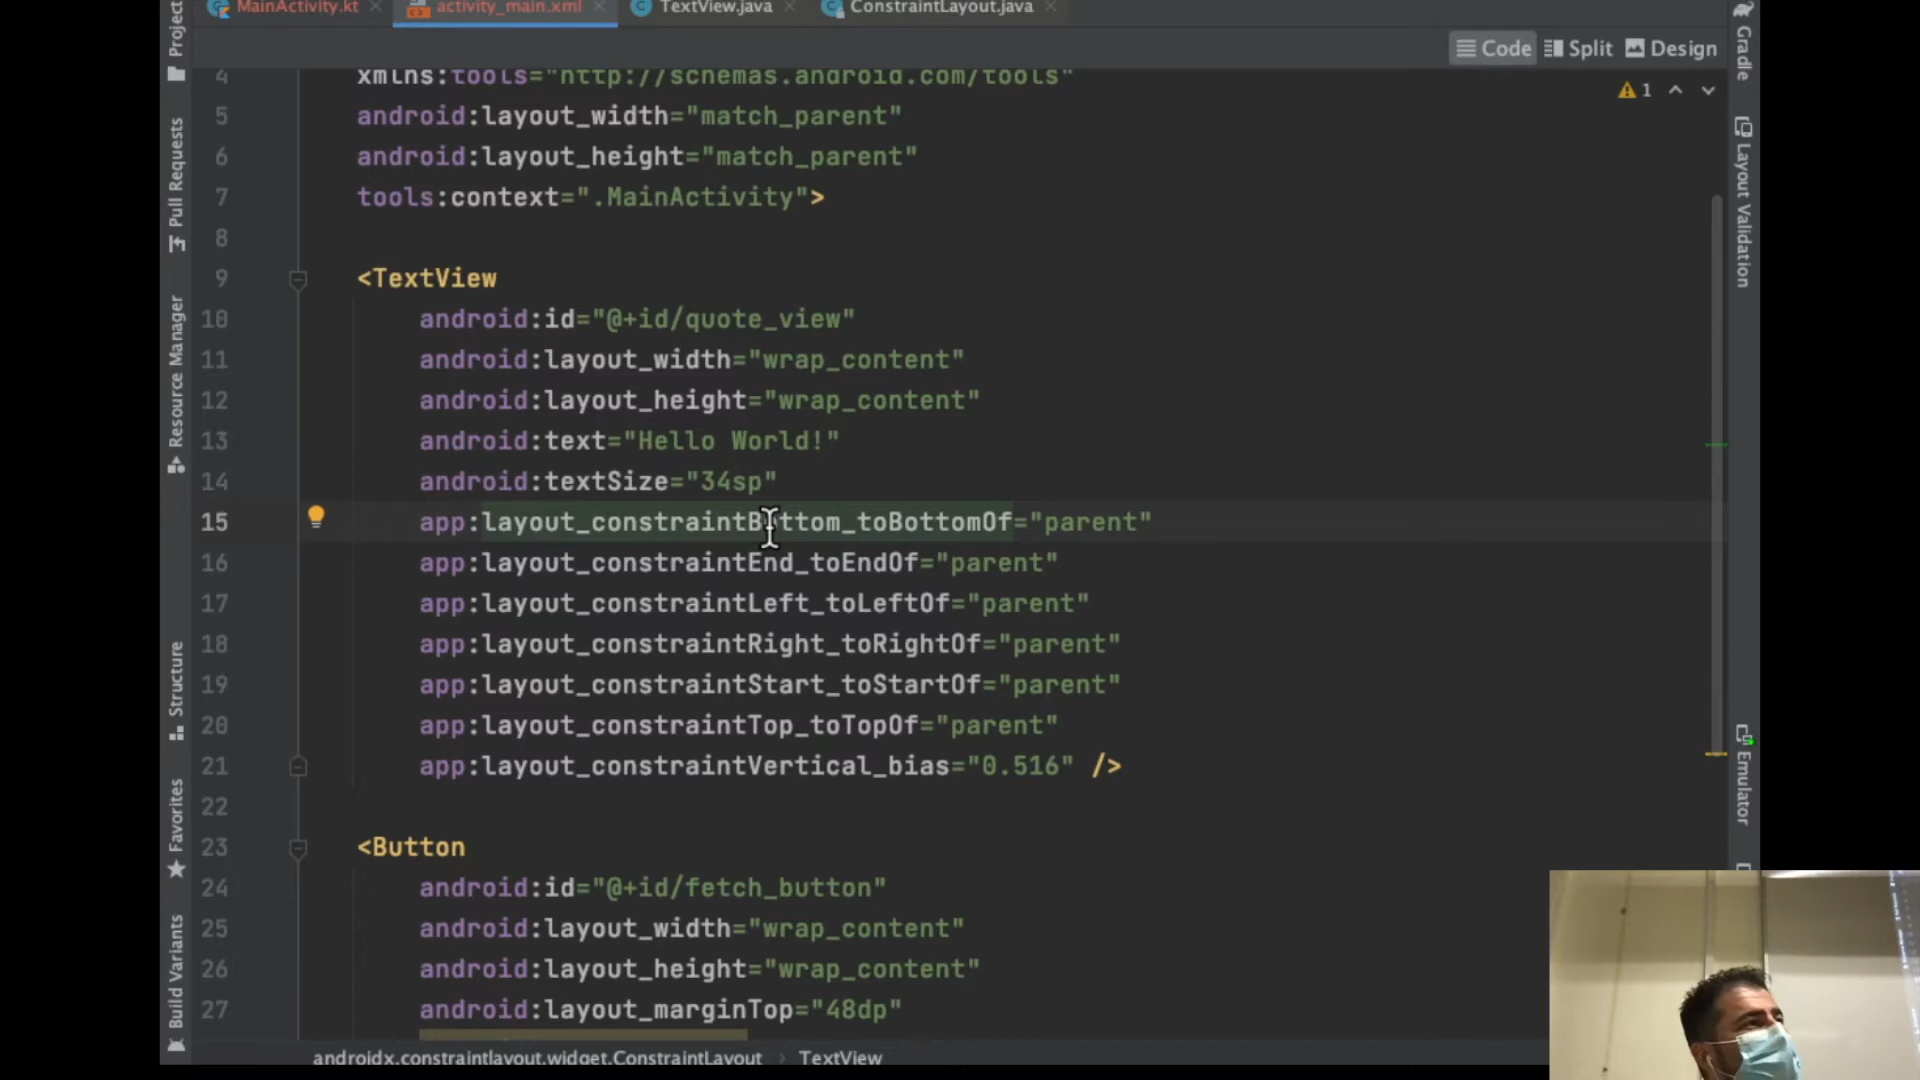 MainActivity.kt
activity_main.xml
TextView.java
ConstraintLayout.java
Code
Split
Design
1
Project
Pull Requests
Resource Manager
Structure
Favorites
Build Variants
Gradle
Layout Validation
Emulator
4 xmlns:tools="http://schemas.android.com/tools"
5 android:layout_width="match_parent"
6 android:layout_height="match_parent"
7 tools:context=".MainActivity">
8
9 <TextView
10 android:id="@+id/quote_view"
11 android:layout_width="wrap_content"
12 android:layout_height="wrap_content"
13 android:text="Hello World!"
14 android:textSize="34sp"
15 app:layout_constraintBottom_toBottomOf="parent"
16 app:layout_constraintEnd_toEndOf="parent"
17 app:layout_constraintLeft_toLeftOf="parent"
18 app:layout_constraintRight_toRightOf="parent"
19 app:layout_constraintStart_toStartOf="parent"
20 app:layout_constraintTop_toTopOf="parent"
21 app:layout_constraintVertical_bias="0.516" />
22
23 <Button
24 android:id="@+id/fetch_button"
25 android:layout_width="wrap_content"
26 android:layout_height="wrap_content"
27 android:layout_marginTop="48dp"
androidx.constraintlayout.widget.ConstraintLayout
TextView